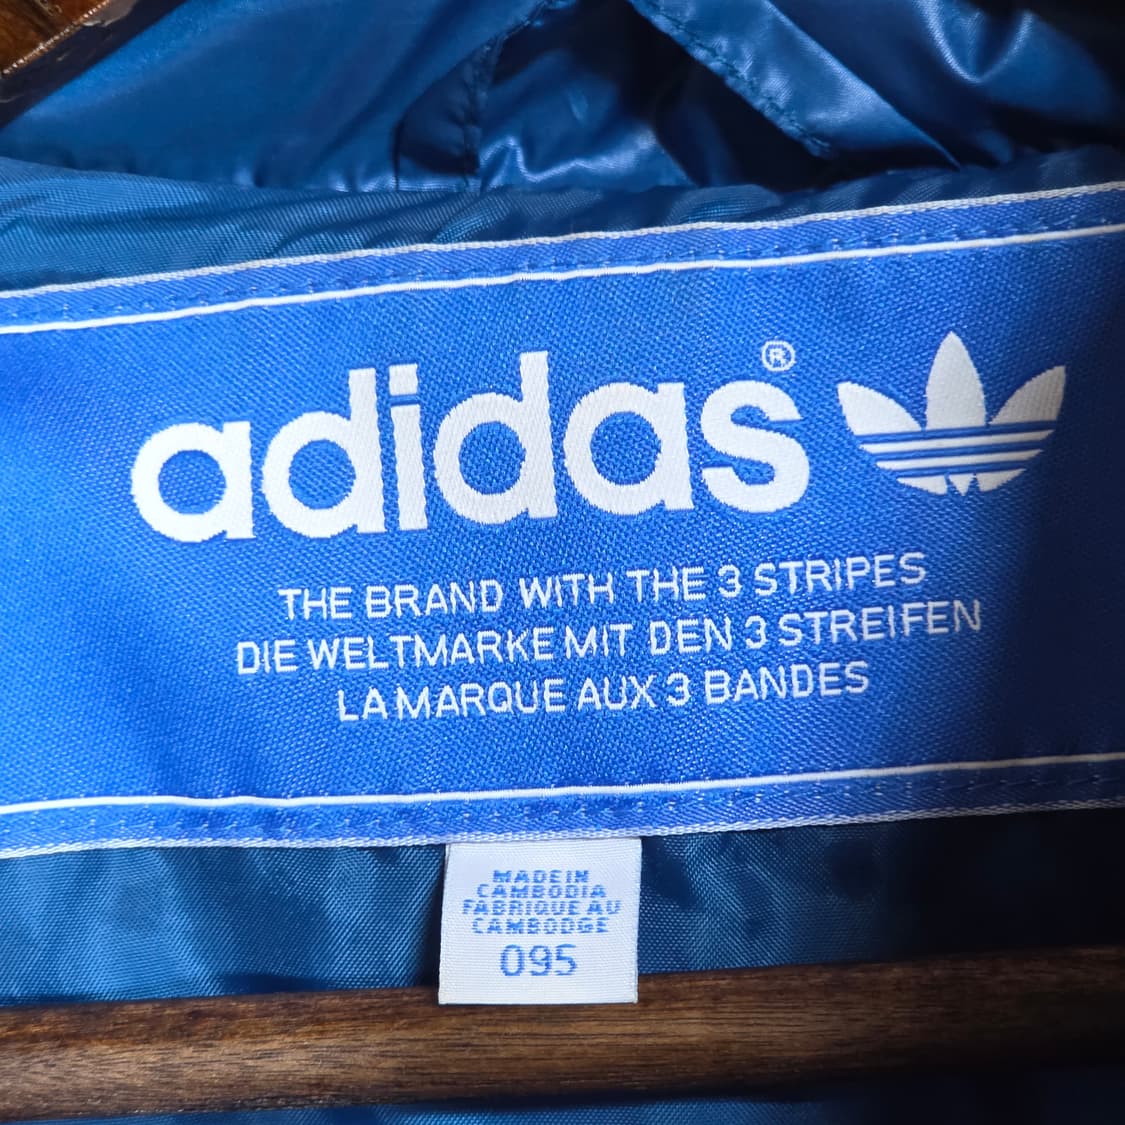 adidas®
THE BRAND WITH THE 3 STRIPES
DIE WELTMARKE MIT DEN 3 STREIFEN
LA MARQUE AUX 3 BANDES
MADE IN
CAMBODIA
FABRIQUE AU
CAMBODGE
095